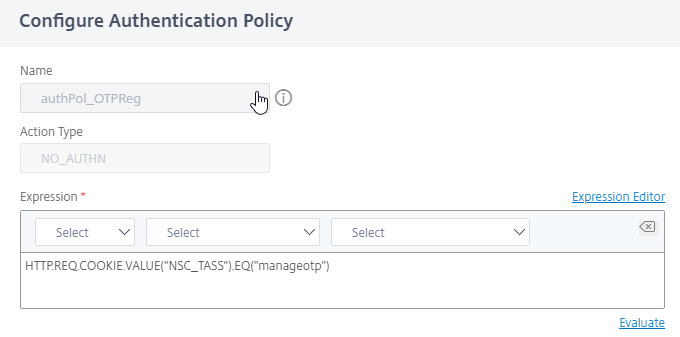 Configure Authentication Policy
Name
authPol_OTPReg
Action Type
NO_AUTHN
Expression * Expression Editor
Select Select Select
HTTP.REQ.COOKIE.VALUE("NSC_TASS").EQ("manageotp")
Evaluate